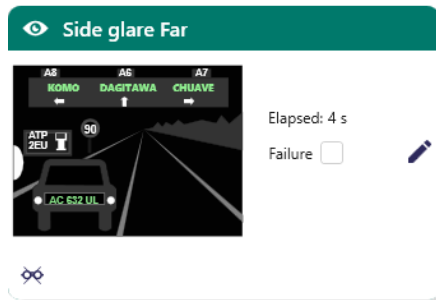 Side glare Far
A8 A6 A7
KOMO DAGITAWA CHUAVE
90
ATP
2EU
AC 632 UL
Elapsed: 4 s
Failure